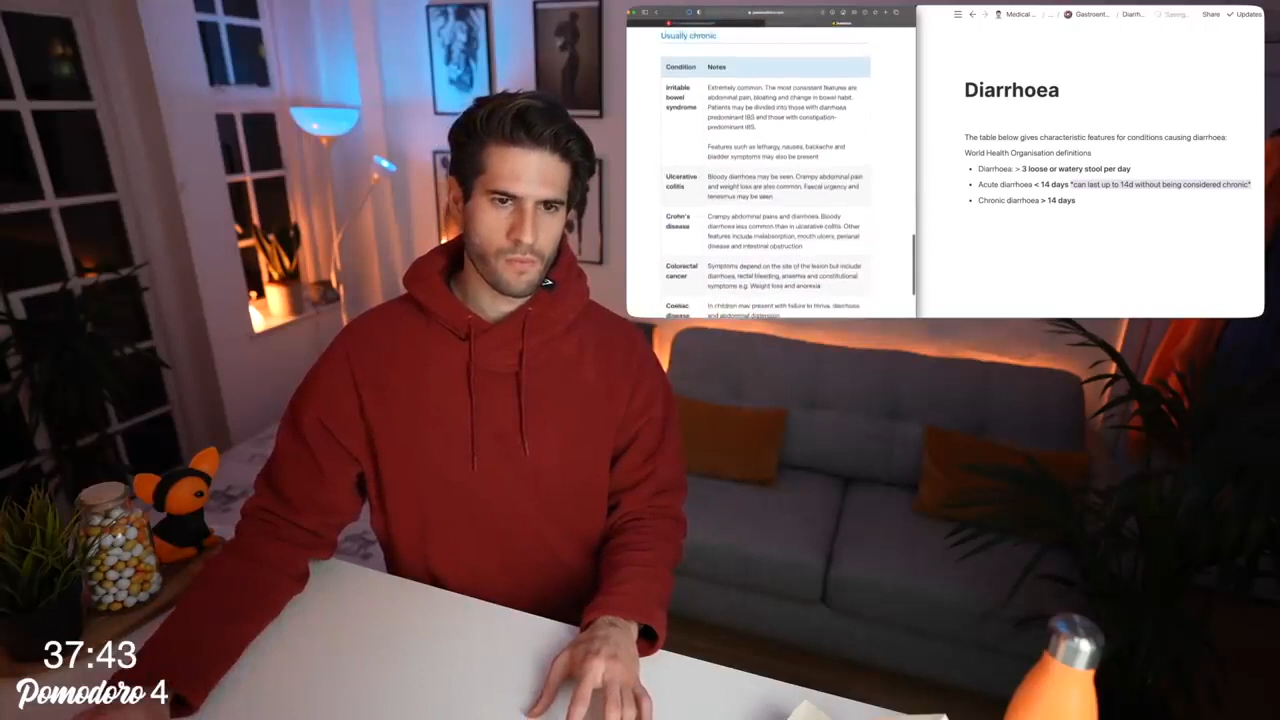 Usually chronic
Condition Notes
Irritable bowel syndrome
Extremely common. The most consistent features are
abdominal pain, bloating and change in bowel habit.
Patients may be divided into those with diarrhoea
predominant IBS and those with constipation-
predominant IBS.
Features such as lethargy, nausea, backache and
bladder symptoms may also be present
Ulcerative colitis
Bloody diarrhoea may be seen. Crampy abdominal pain
and weight loss are also common. Faecal urgency and
tenesmus may be seen
Crohn's disease
Crampy abdominal pains and diarrhoea. Bloody
diarrhoea less common than in ulcerative colitis. Other
features include malabsorption, mouth ulcers, perianal
disease and intestinal obstruction
Colorectal cancer
Symptoms depend on the site of the lesion but include
diarrhoea, rectal bleeding, anaemia and constitutional
symptoms e.g. Weight loss and anorexia
Coeliac disease
In children may present with failure to thrive, diarrhoea
and abdominal distension
Medical ... / ... / Gastroent... / Diarrh... Saving... Share Updates
Diarrhoea
The table below gives characteristic features for conditions causing diarrhoea:
World Health Organisation definitions
• Diarrhoea: > 3 loose or watery stool per day
• Acute diarrhoea < 14 days "can last up to 14d without being considered chronic"
• Chronic diarrhoea > 14 days
37:43
Pomodoro 4